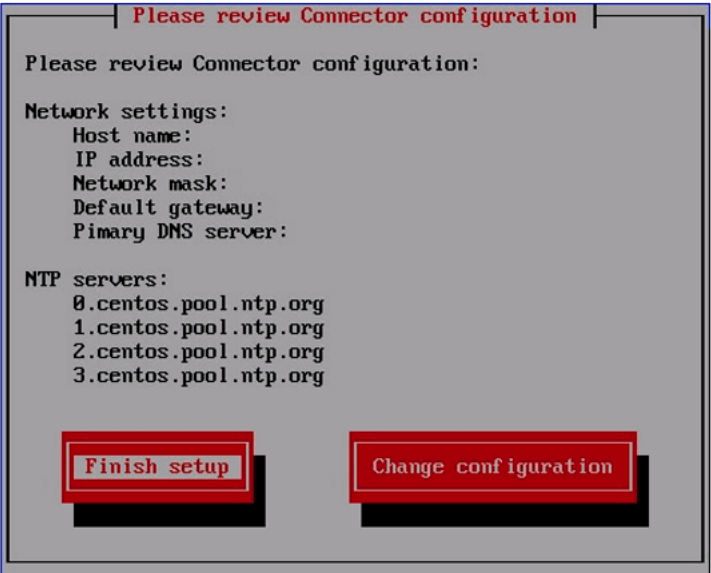 Please review Connector configuration
Please review Connector configuration:
Network settings:
Host name:
IP address:
Network mask:
Default gateway:
Pimary DNS server:
NTP servers:
0.centos.pool.ntp.org
1.centos.pool.ntp.org
2.centos.pool.ntp.org
3.centos.pool.ntp.org
Finish setup Change configuration